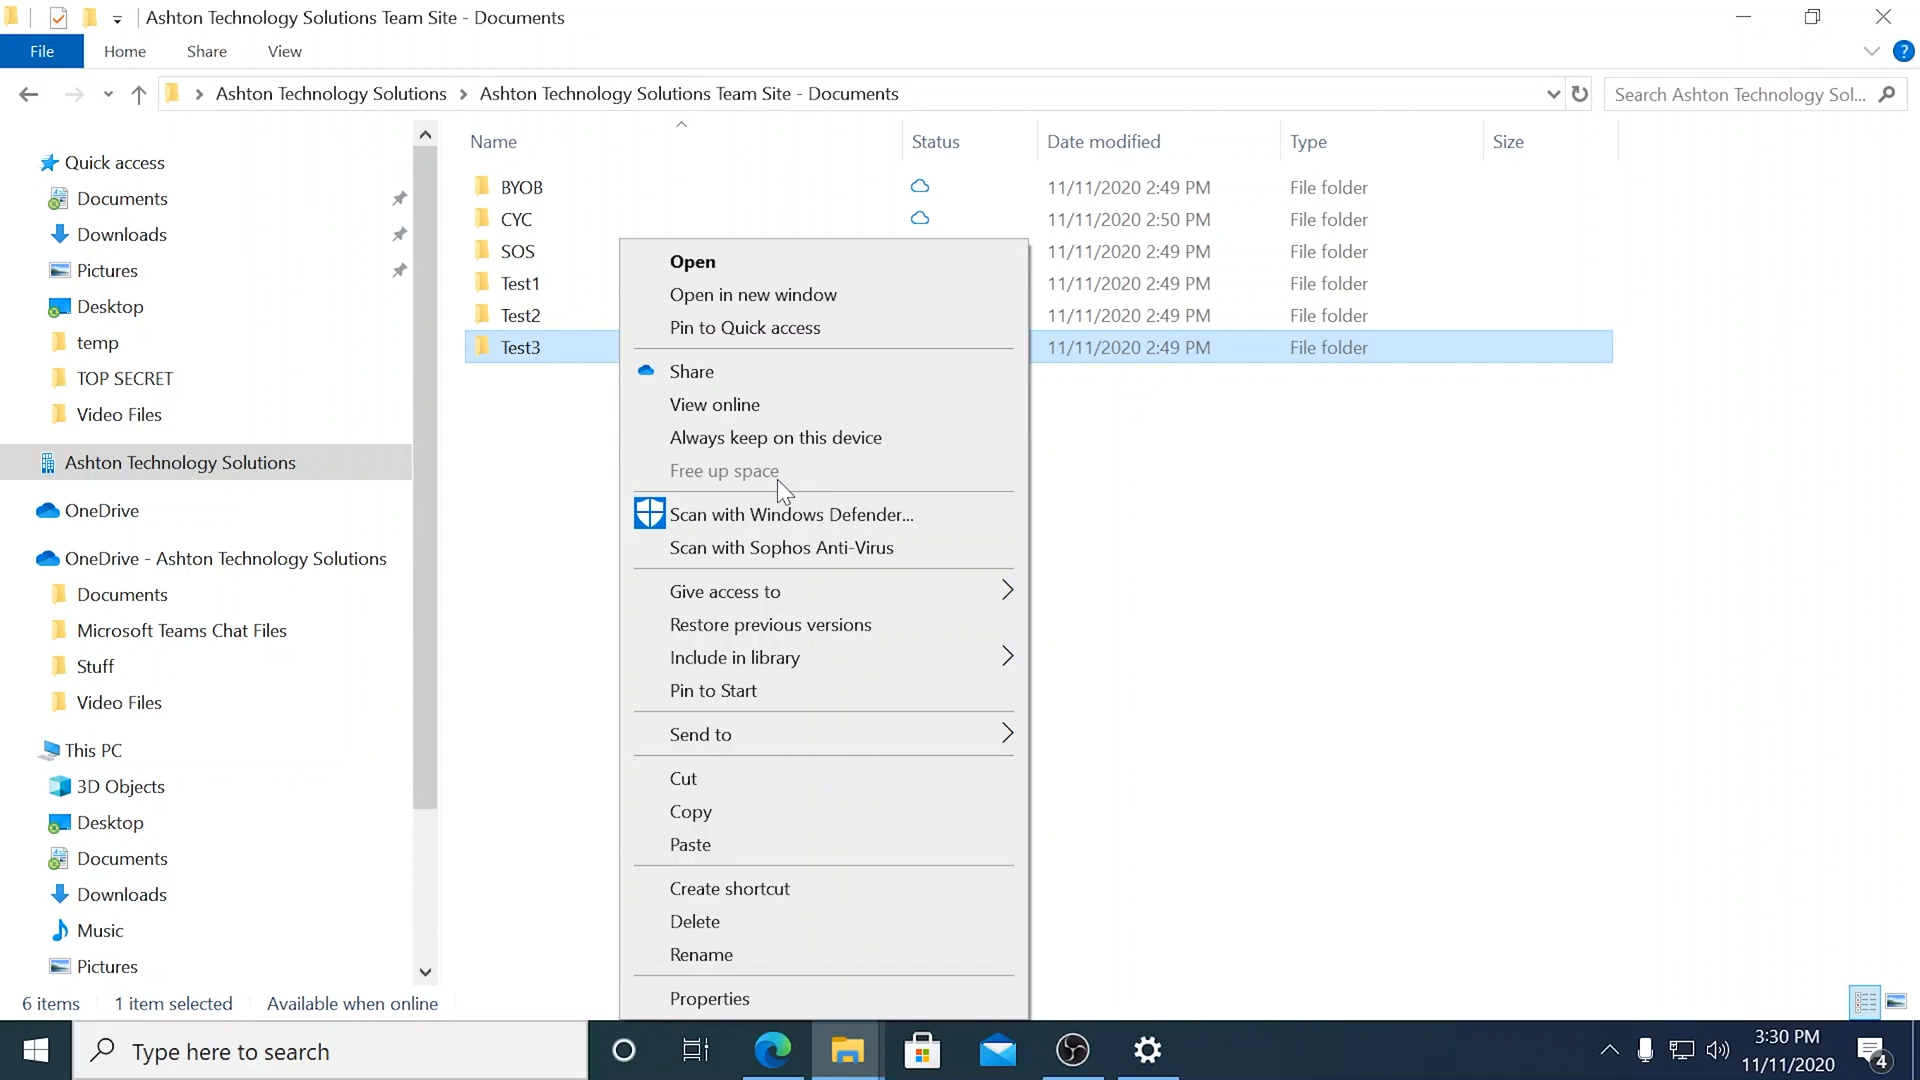 Ashton Technology Solutions Team Site - Documents
File Home Share View ?
Ashton Technology Solutions > Ashton Technology Solutions Team Site - Documents
Search Ashton Technology Sol...
Quick access
Documents
Downloads
Pictures
Desktop
temp
TOP SECRET
Video Files
Ashton Technology Solutions
OneDrive
OneDrive - Ashton Technology Solutions
Documents
Microsoft Teams Chat Files
Stuff
Video Files
This PC
3D Objects
Desktop
Documents
Downloads
Music
Pictures
Name Status Date modified Type Size
BYOB 11/11/2020 2:49 PM File folder
CYC 11/11/2020 2:50 PM File folder
SOS 11/11/2020 2:49 PM File folder
Test1 11/11/2020 2:49 PM File folder
Test2 11/11/2020 2:49 PM File folder
Test3 11/11/2020 2:49 PM File folder
Open
Open in new window
Pin to Quick access
Share
View online
Always keep on this device
Free up space
Scan with Windows Defender...
Scan with Sophos Anti-Virus
Give access to
Restore previous versions
Include in library
Pin to Start
Send to
Cut
Copy
Paste
Create shortcut
Delete
Rename
Properties
6 items 1 item selected Available when online
Type here to search
3:30 PM
11/11/2020
4